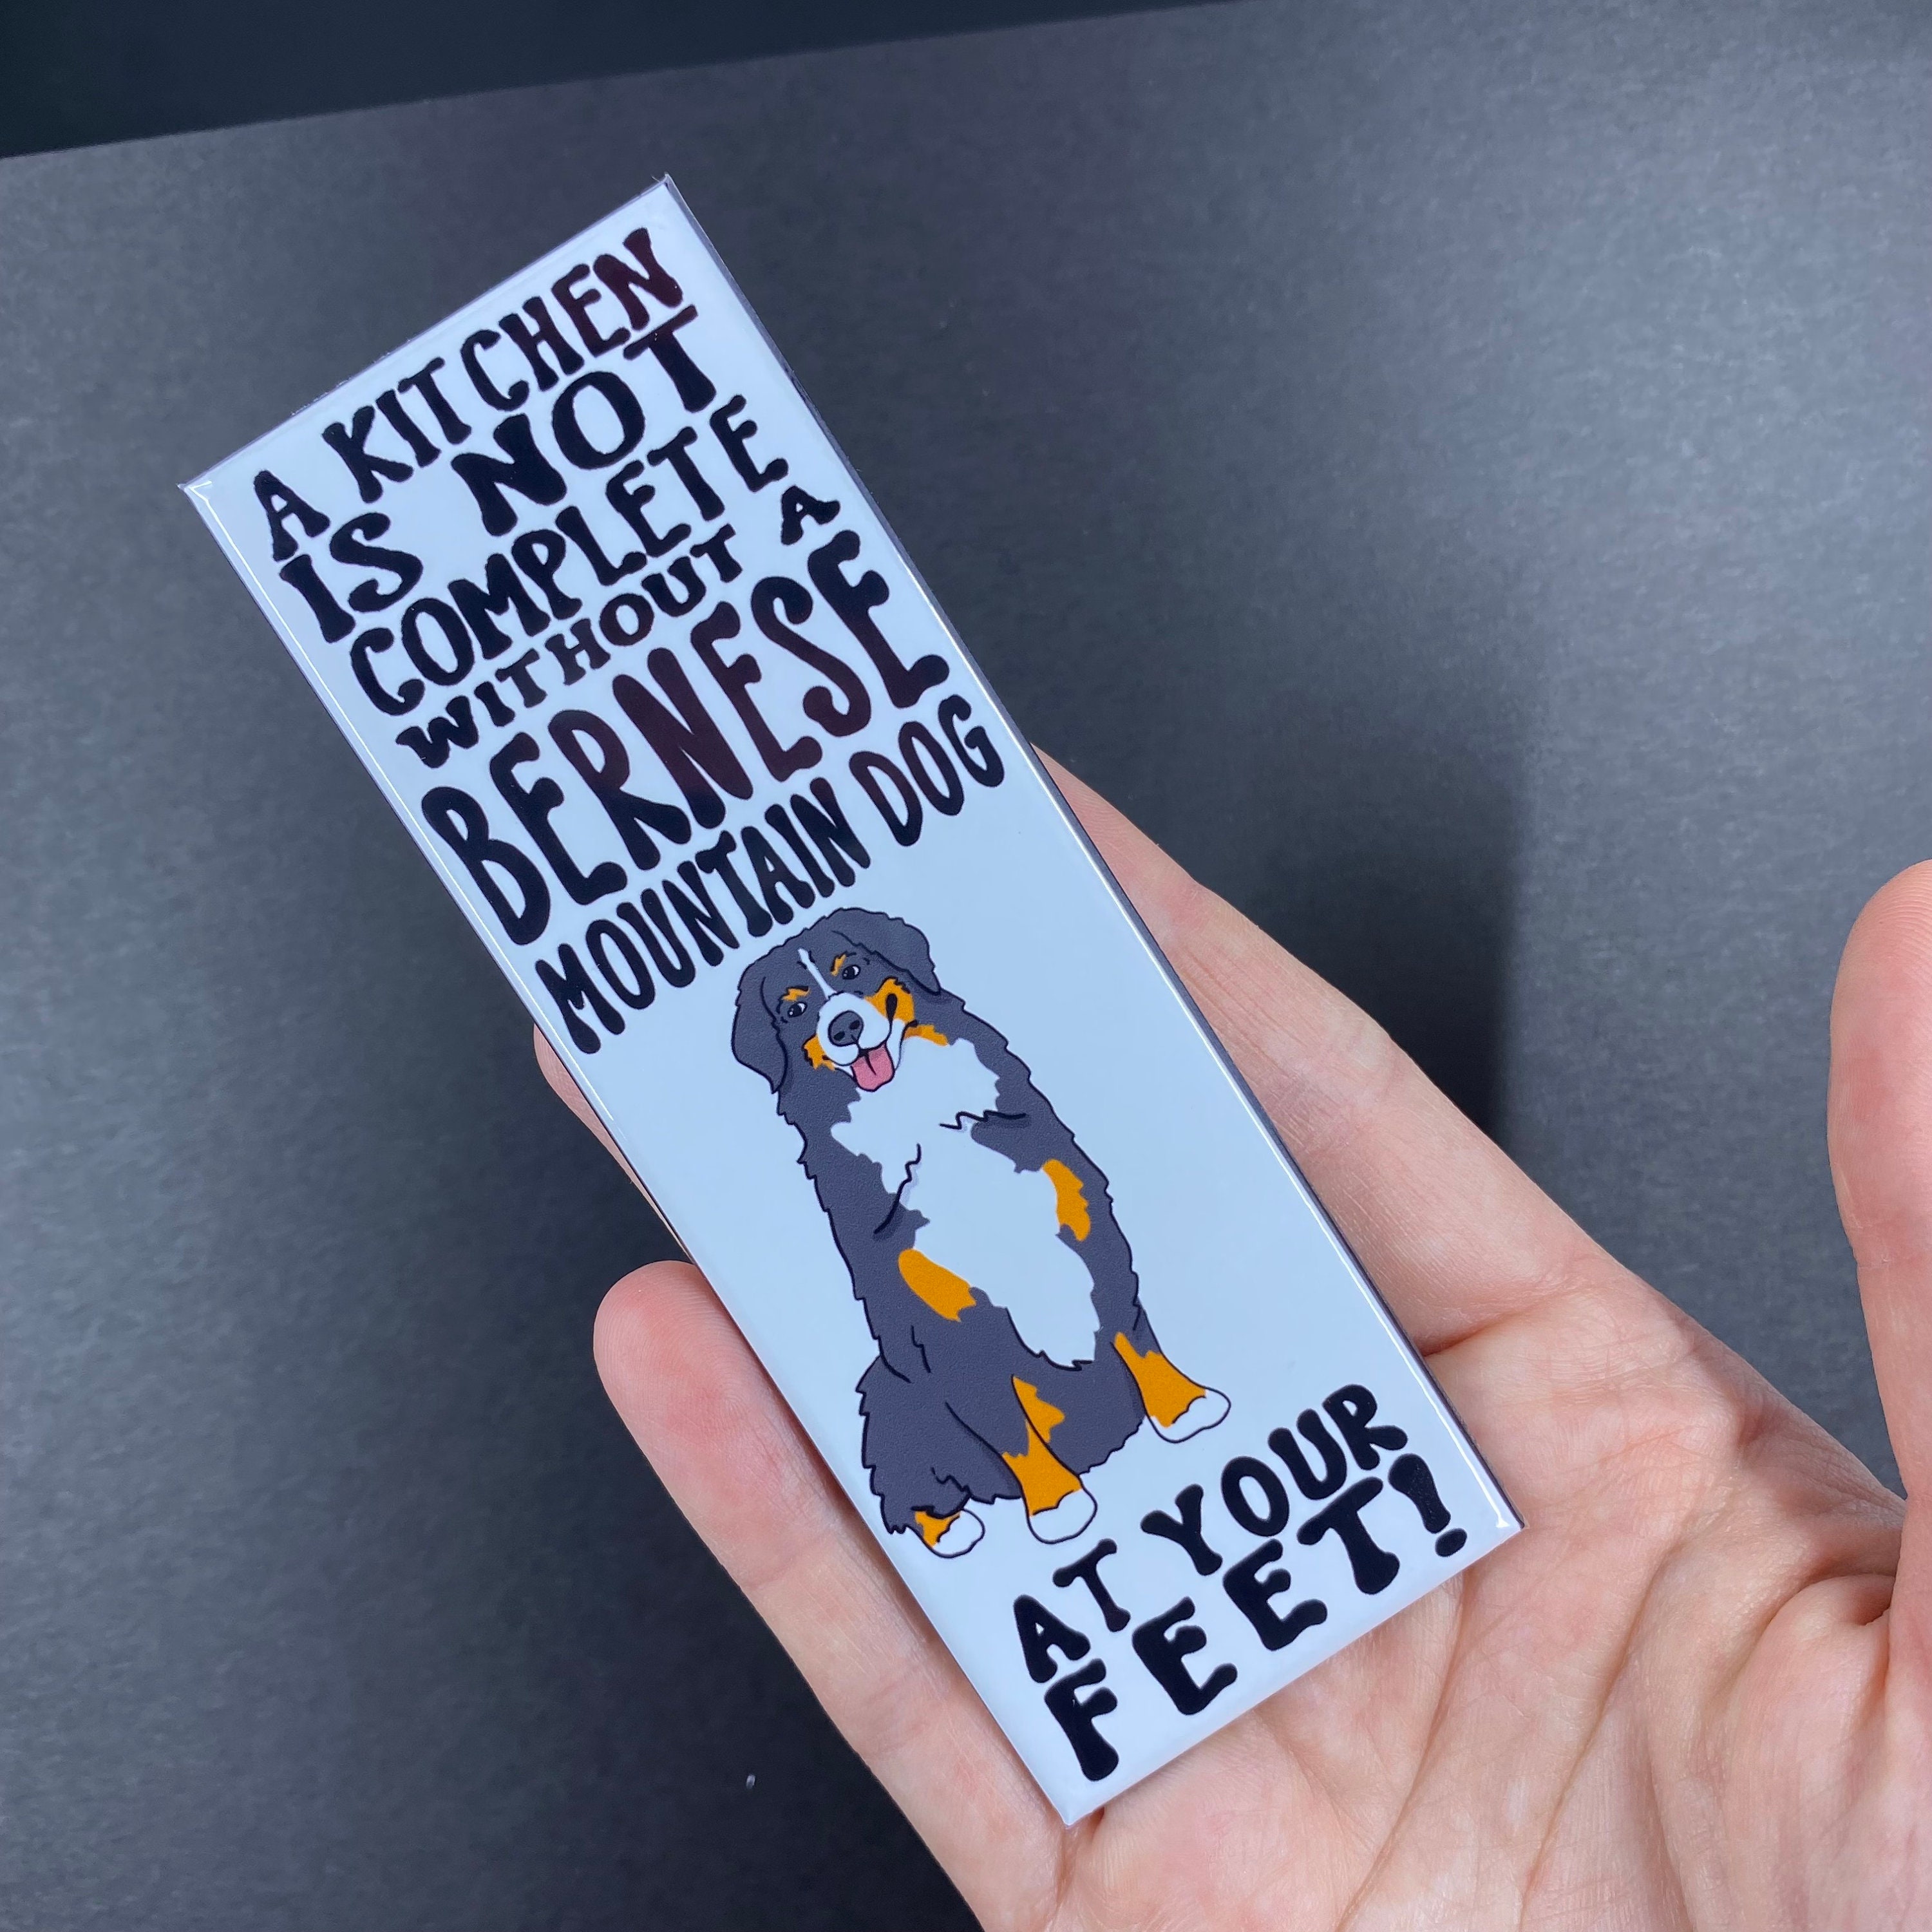 A KITCHEN
IS NOT
COMPLETE
WITHOUT A
BERNESE
MOUNTAIN DOG
AT YOUR
FEET!